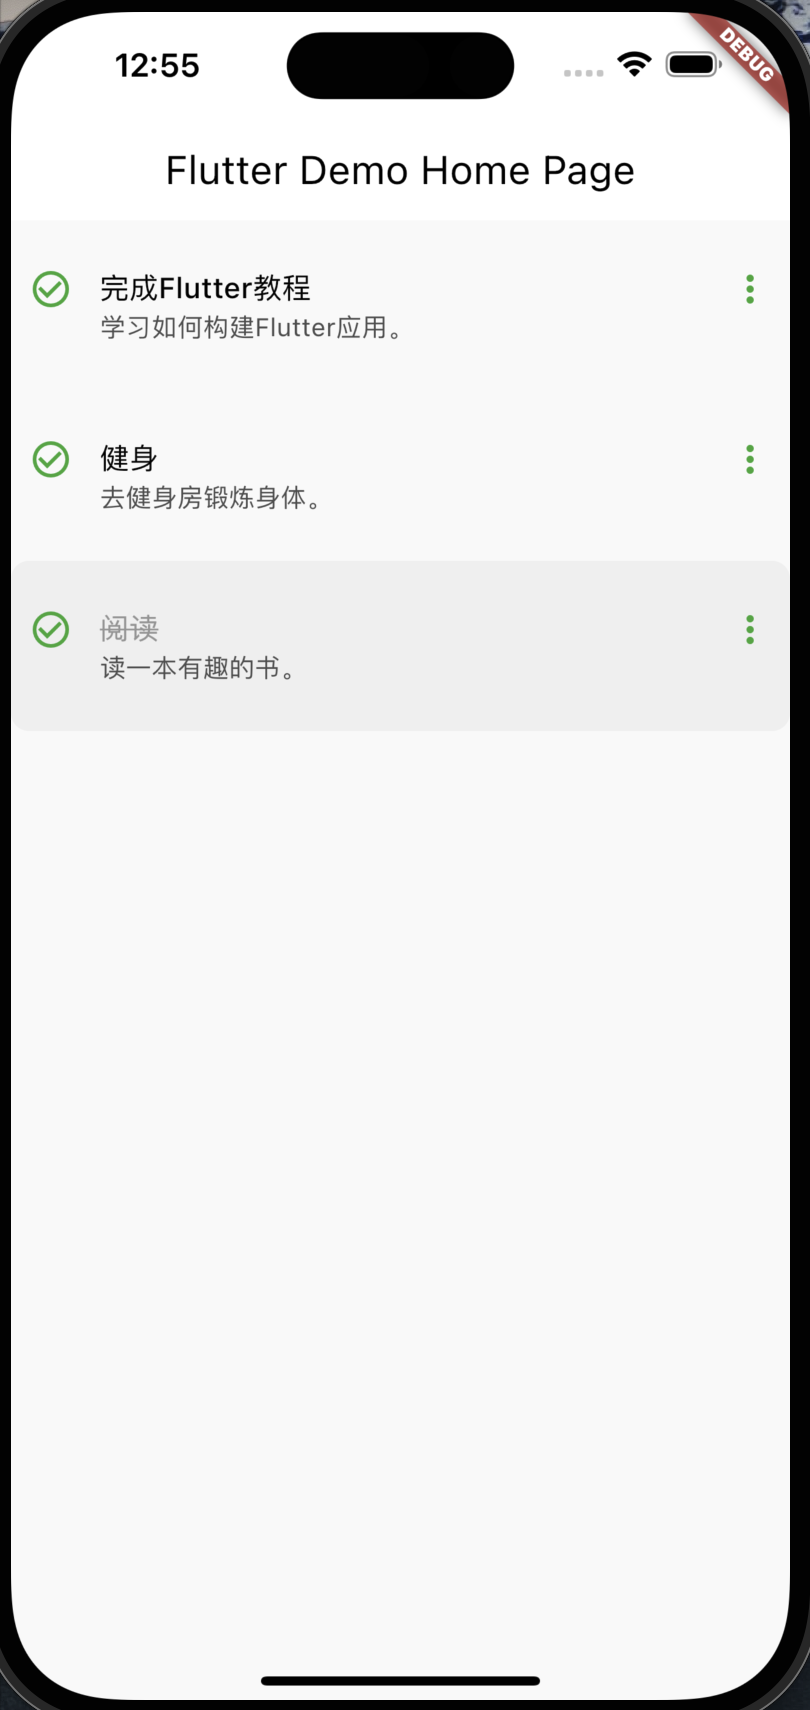 12:55
DEBUG
Flutter Demo Home Page
完成Flutter教程
学习如何构建Flutter应用。
健身
去健身房锻炼身体。
阅读
读一本有趣的书。